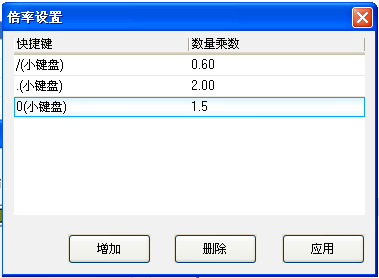 倍率设置
快捷键 数量乘数
/(小键盘) 0.60
.(小键盘) 2.00
0(小键盘) 1.5
增加 删除 应用